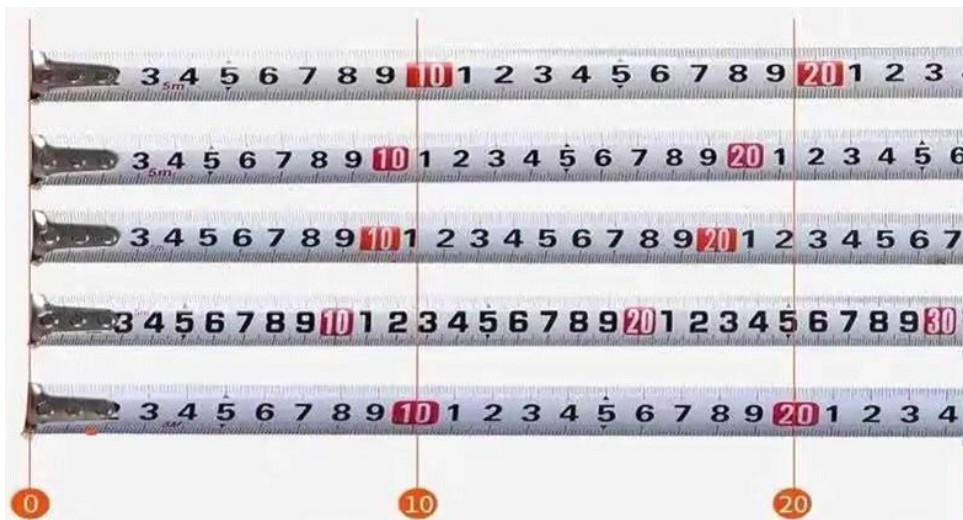 3 4 5 6 7 8 9 10 1 2 3 4 5 6 7 8 9 20 1 2 3
5m
3 4 5 6 7 8 9 10 1 2 3 4 5 6 7 8 9 20 1 2 3 4 5 6
5m
3 4 5 6 7 8 9 10 1 2 3 4 5 6 7 8 9 20 1 2 3 4 5 6 7
3 4 5 6 7 8 9 10 1 2 3 4 5 6 7 8 9 20 1 2 3 4 5 6 7 8 9 30
2 3 4 5 6 7 8 9 10 1 2 3 4 5 6 7 8 9 20 1 2 3 4
0 10 20